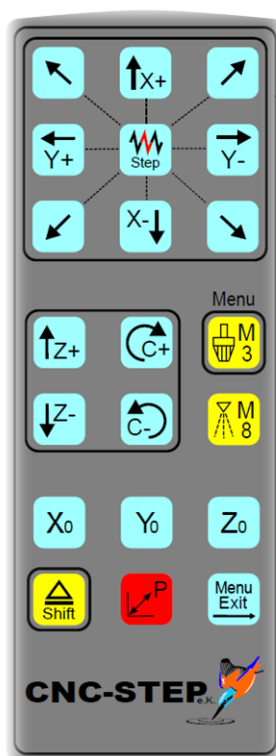 X+
Y+
Step
Y-
X-
Menu
Z+
C+
M
3
Z-
C-
M
8
X0
Y0
Z0
Shift
P
Menu
Exit
CNC-STEP
e.K.